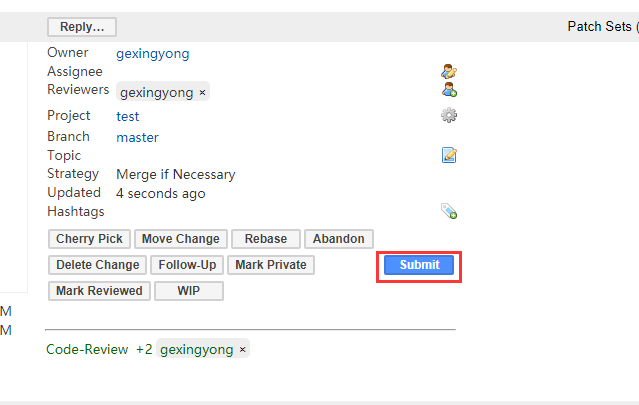 Reply... Patch Sets (
Owner gexingyong
Assignee
Reviewers gexingyong ×
Project test
Branch master
Topic
Strategy Merge if Necessary
Updated 4 seconds ago
Hashtags
Cherry Pick Move Change Rebase Abandon
Delete Change Follow-Up Mark Private Submit
Mark Reviewed WIP
M
M
Code-Review +2 gexingyong ×